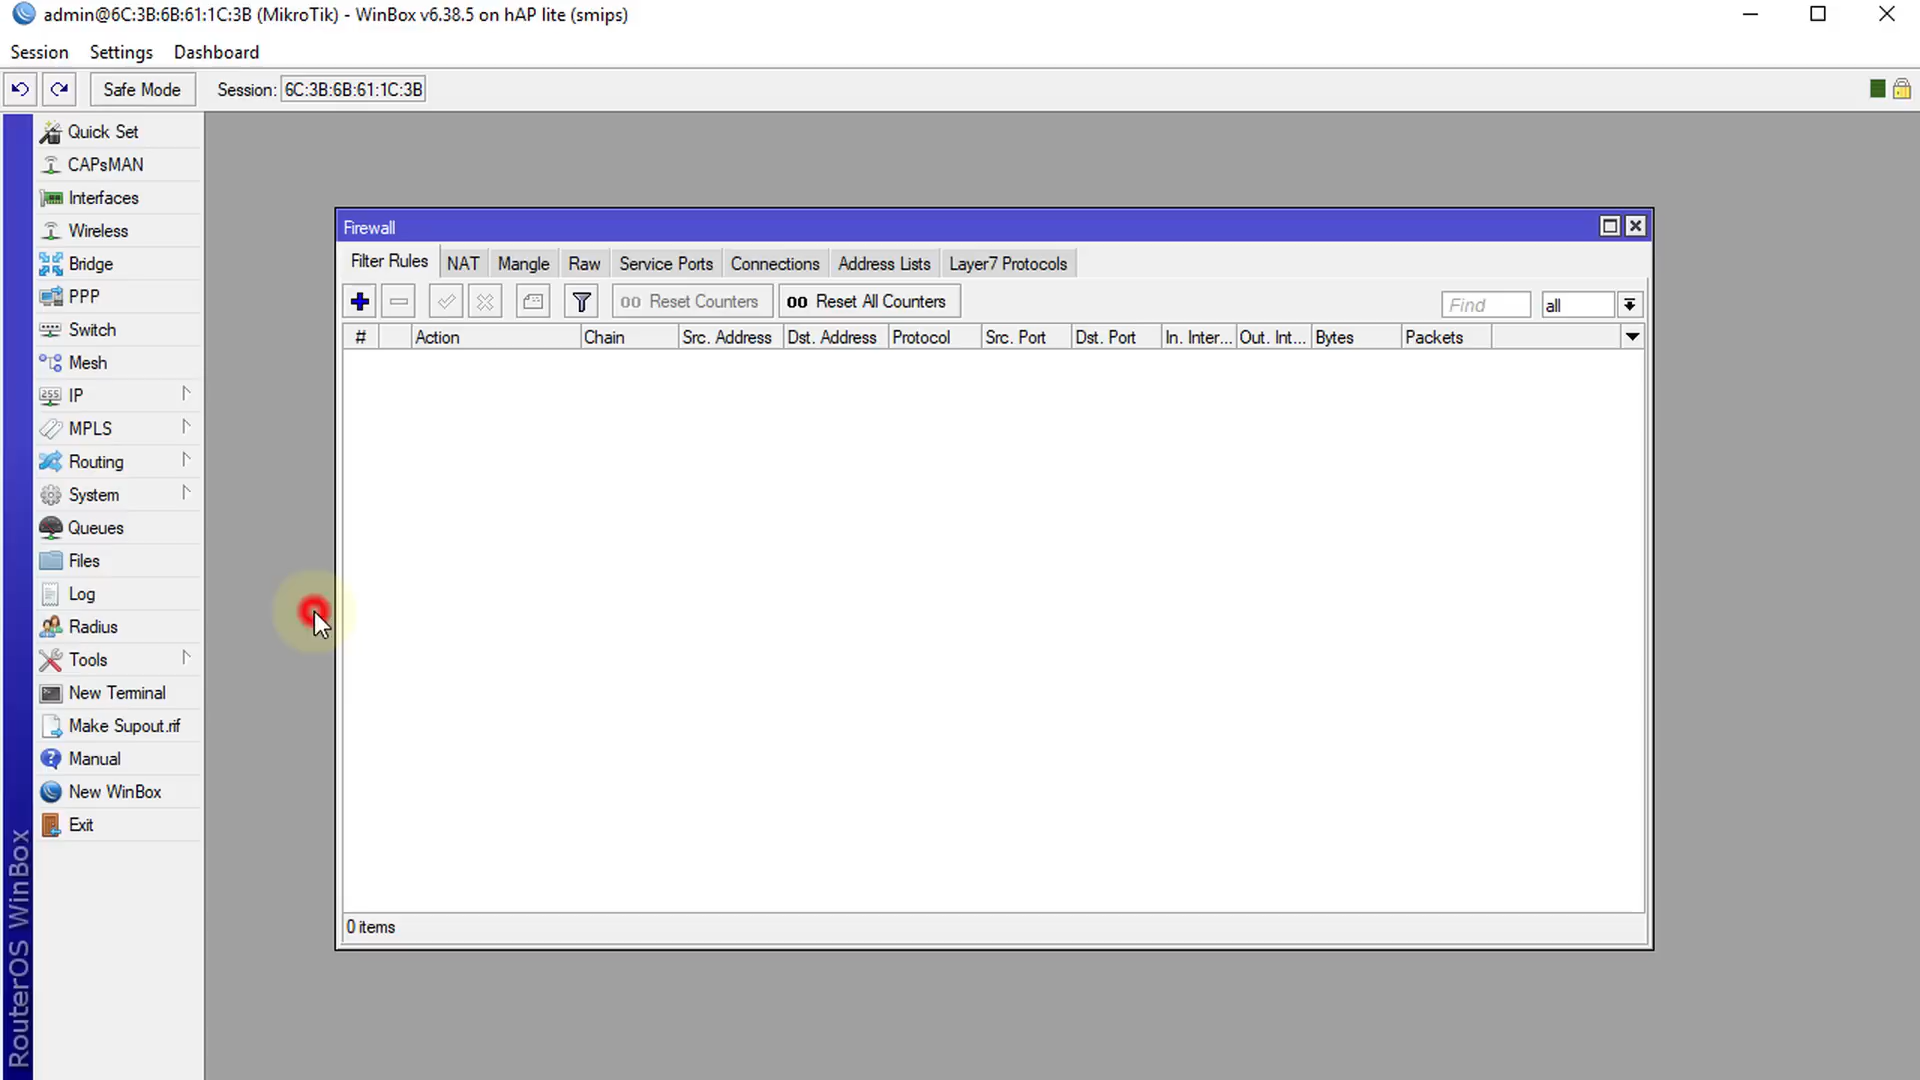 admin@6C:3B:6B:61:1C:3B (MikroTik) - WinBox v6.38.5 on hAP lite (smips)
Session Settings Dashboard
Safe Mode Session: 6C:3B:6B:61:1C:3B
Quick Set
CAPsMAN
Interfaces
Wireless
Bridge
PPP
Switch
Mesh
255 IP
MPLS
Routing
System
Queues
Files
Log
Radius
Tools
New Terminal
Make Supout.rif
Manual
New WinBox
Exit
RouterOS WinBox
Firewall
Filter Rules NAT Mangle Raw Service Ports Connections Address Lists Layer7 Protocols
00 Reset Counters 00 Reset All Counters Find all
# Action Chain Src. Address Dst. Address Protocol Src. Port Dst. Port In. Inter... Out. Int... Bytes Packets
0 items